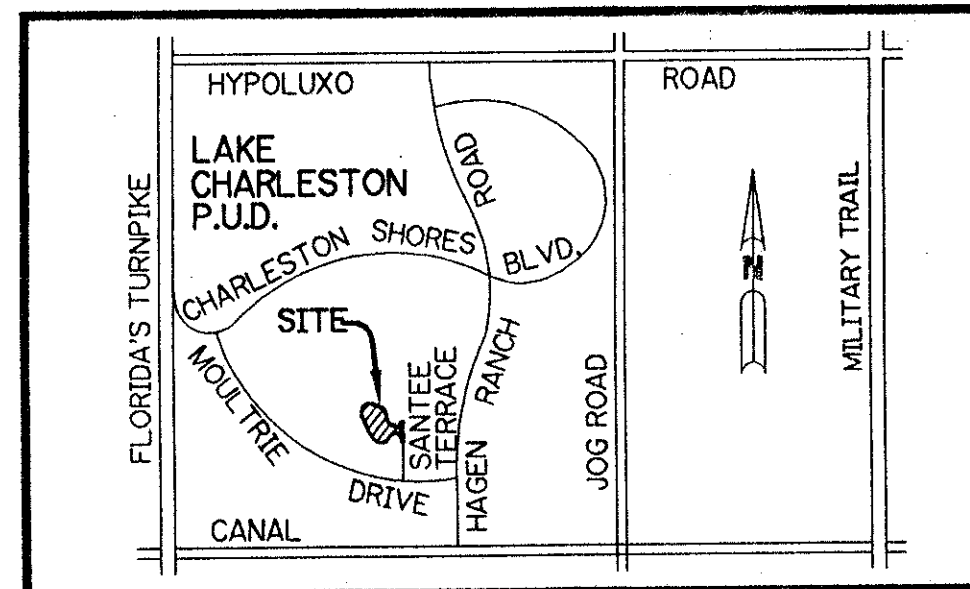 HYPOLUXO
ROAD
LAKE
CHARLESTON
P.U.D.
ROAD
FLORIDA'S TURNPIKE
CHARLESTON SHORES BLVD.
N
MILITARY TRAIL
SITE
MOULTRIE DRIVE
SANTEE
TERRACE
HAGEN RANCH
JOG ROAD
CANAL